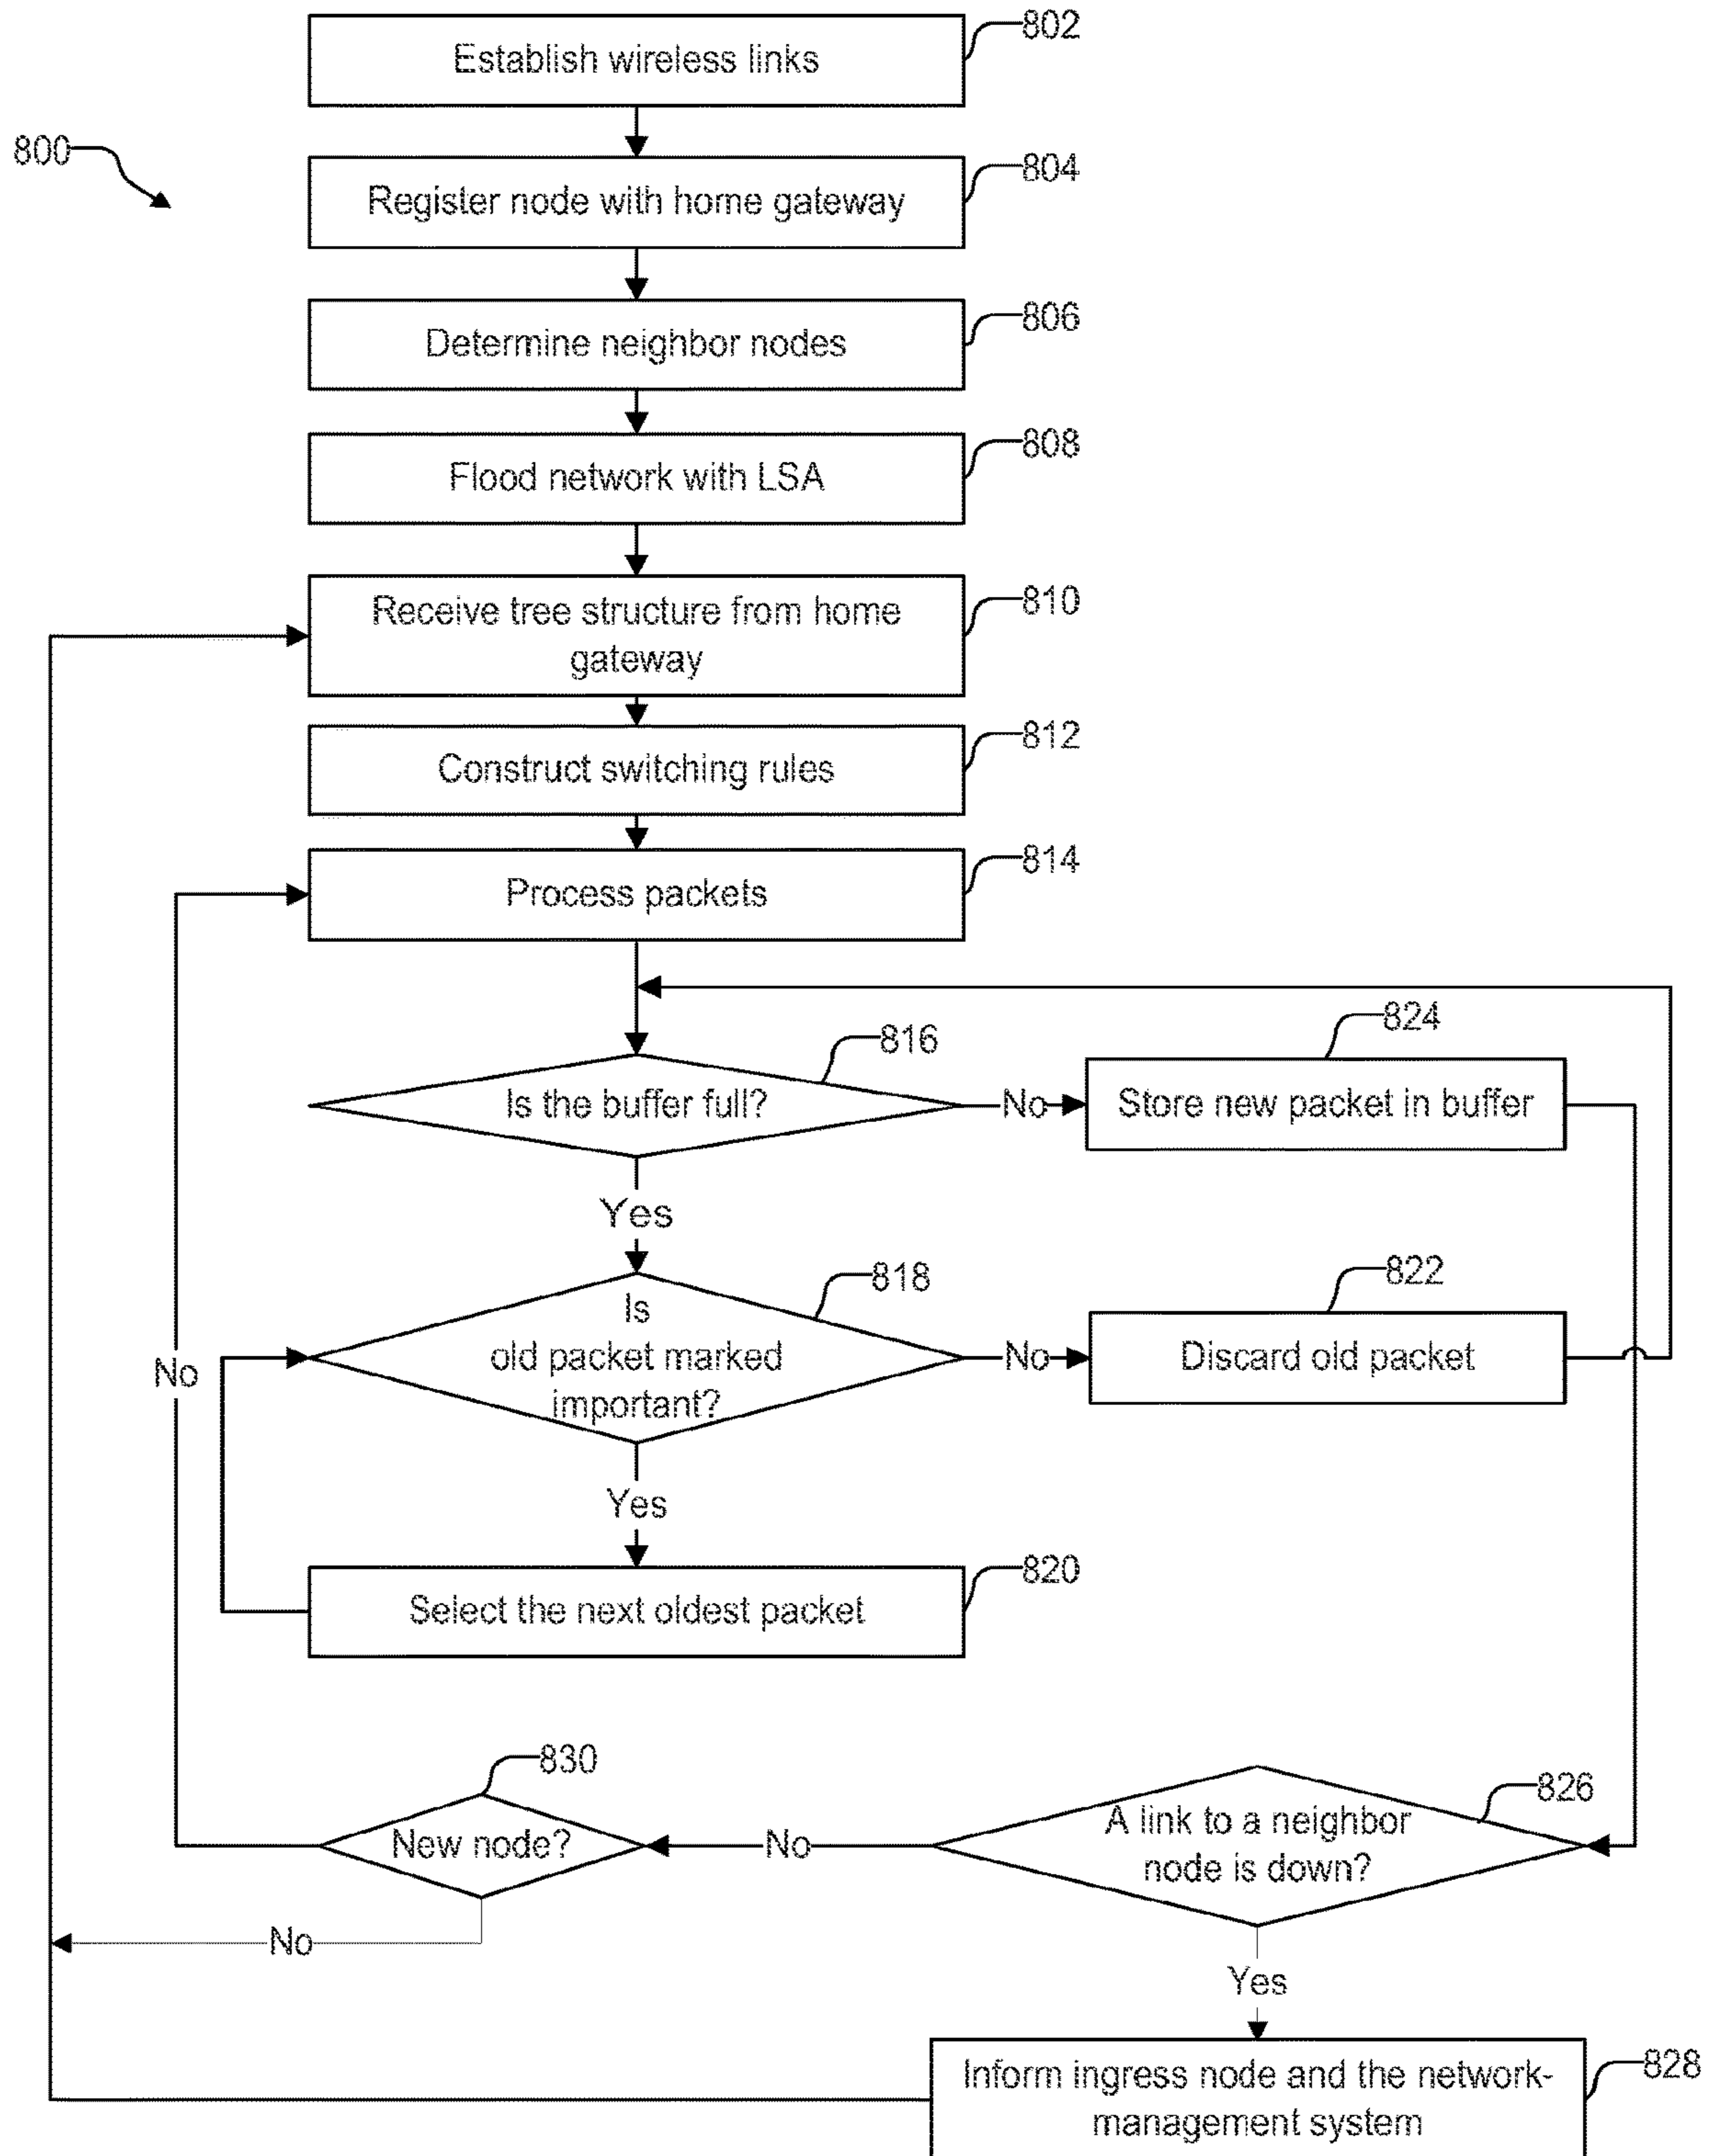 802
Establish wireless links
800
804
Register node with home gateway
806
Determine neighbor nodes
808
Flood network with LSA
810
Receive tree structure from home
gateway
812
Construct switching rules
814
Process packets
816
824
Is the buffer full?
No
Store new packet in buffer
Yes
818
822
Is
old packet marked
important?
No
Discard old packet
No
Yes
820
Select the next oldest packet
830
826
New node?
No
A link to a neighbor
node is down?
No
Yes
828
Inform ingress node and the network-
management system